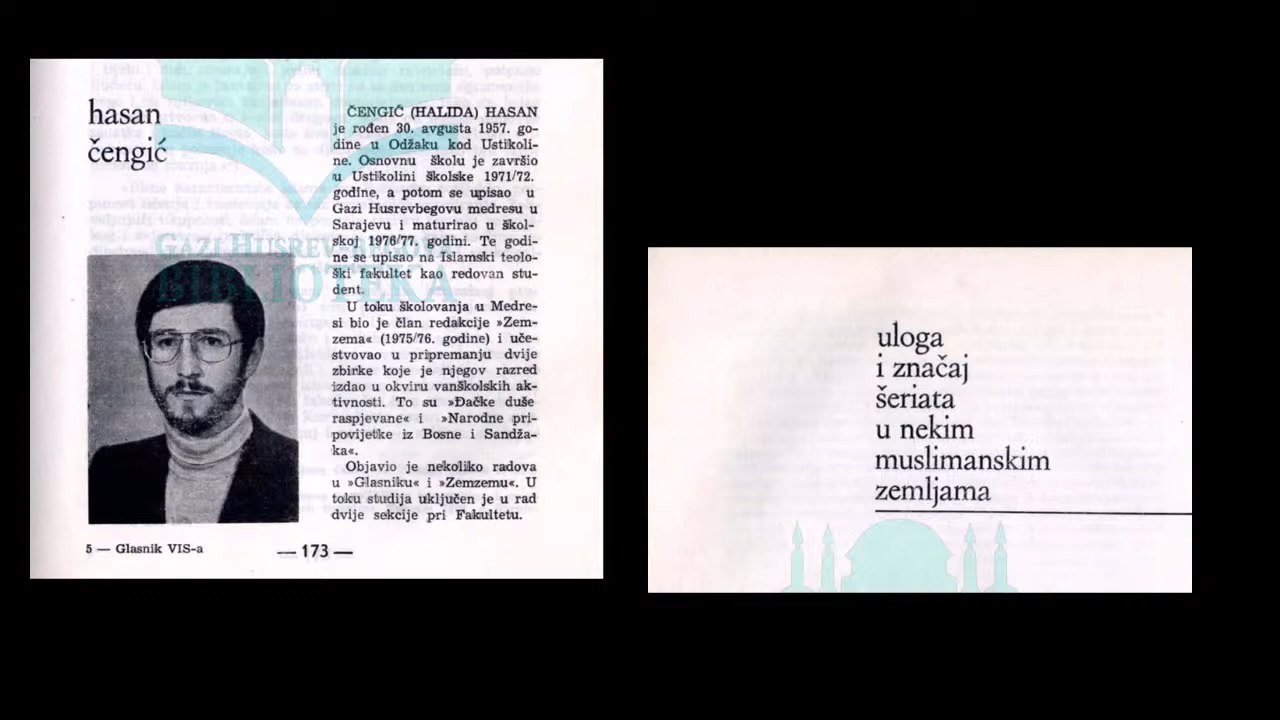 hasan
čengić
ČENGIĆ (HALIDA) HASAN
je rođen 30. avgusta 1957. go-
dine u Odžaku kod Ustikoli-
ne. Osnovnu školu je završio
u Ustikolini školske 1971/72.
godine, a potom se upisao u
Gazi Husrevbegovu medresu u
Sarajevu i maturirao u škol-
skoj 1976/77. godini. Te godi-
ne se upisao na Islamski teolo-
ški fakultet kao redovan stu-
dent.
U toku školovanja u Medre-
si bio je član redakcije »Zem-
zema« (1975/76. godine) i uče-
stvovao u pripremanju dvije
zbirke koje je njegov razred
izdao u okviru vanškolskih ak-
tivnosti. To su »Đačke duše
raspjevane« i »Narodne pri-
povijetke iz Bosne i Sandža-
ka«.
Objavio je nekoliko radova
u »Glasniku« i »Zemzemu«. U
toku studija uključen je u rad
dvije sekcije pri Fakultetu.
GAZI HUSREV-BEGOVA
BIBLIOTEKA
5 — Glasnik VIS-a
— 173 —
uloga
i značaj
šeriata
u nekim
muslimanskim
zemljama